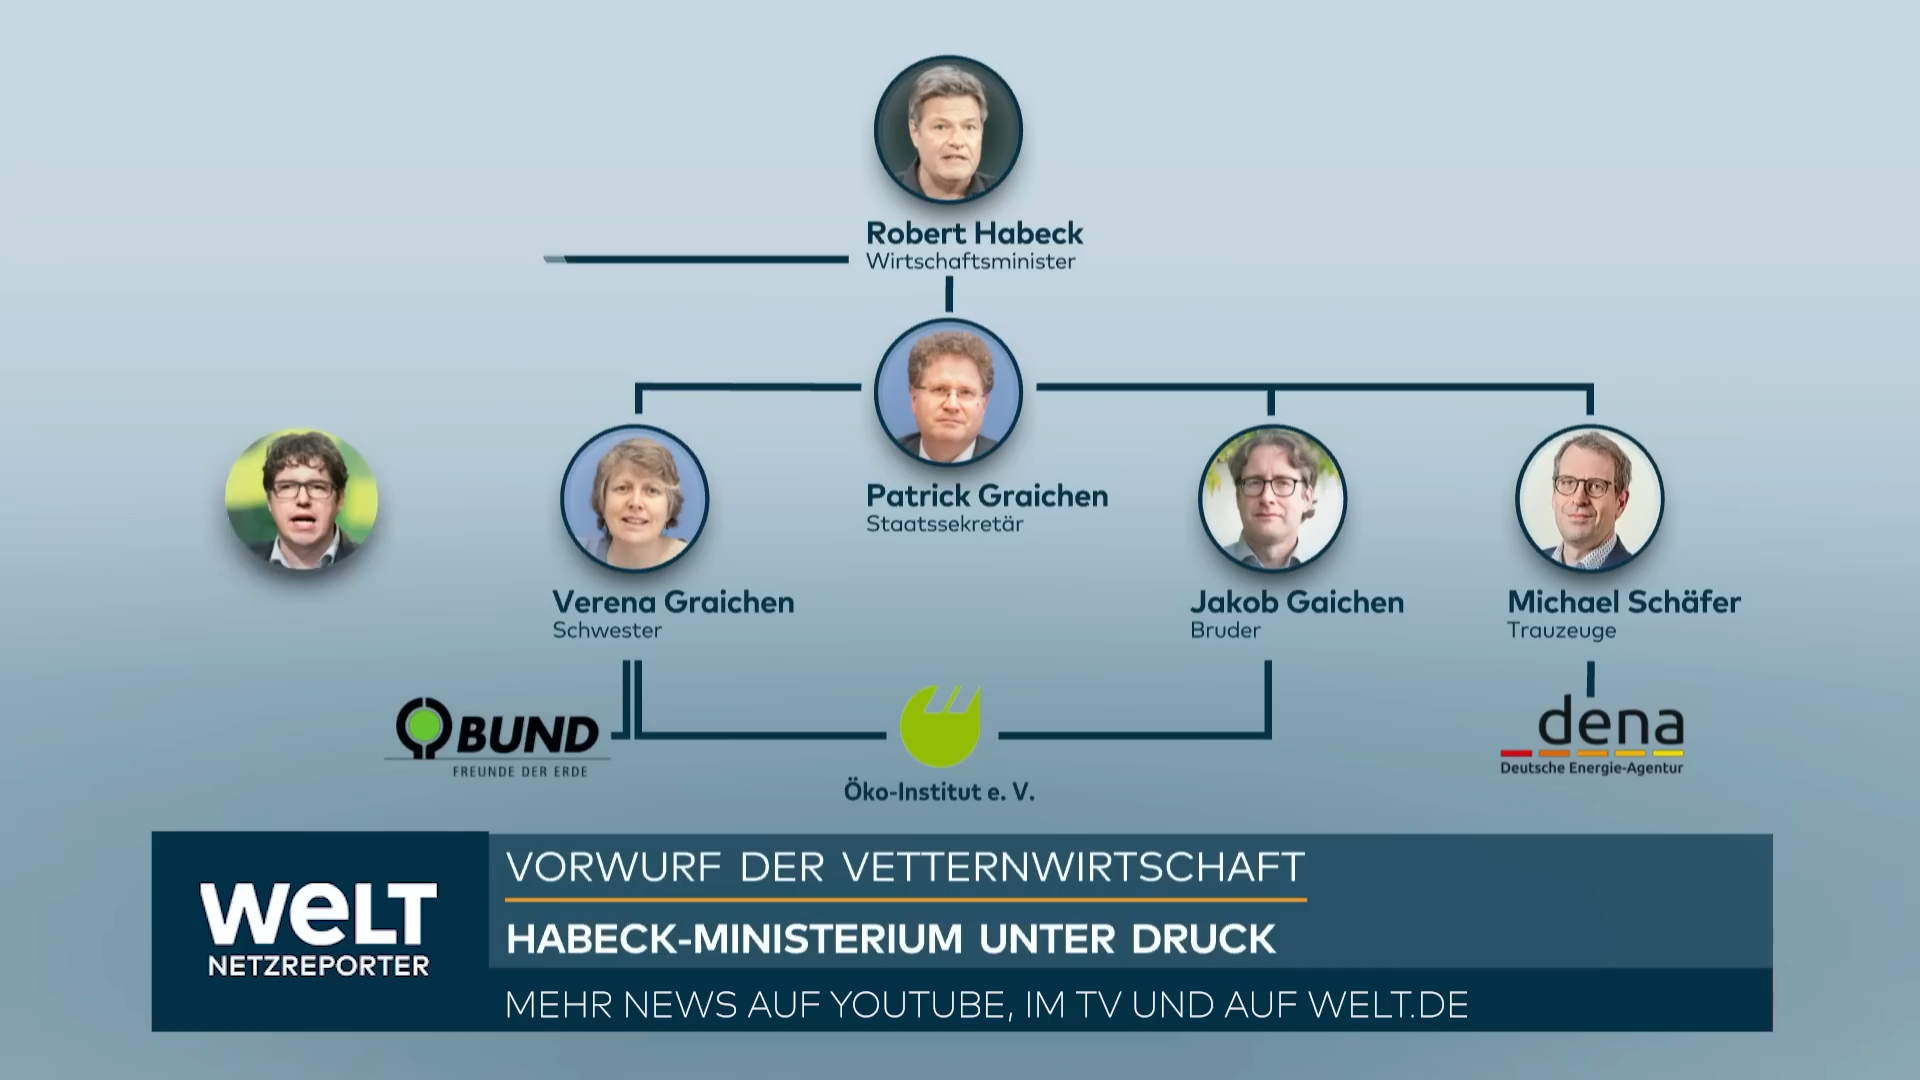 Robert Habeck
Wirtschaftsminister
Patrick Graichen
Staatssekretär
Verena Graichen
Schwester
Jakob Gaichen
Bruder
Michael Schäfer
Trauzeuge
BUND
FREUNDE DER ERDE
Öko-Institut e. V.
dena
Deutsche Energie-Agentur
WELT
NETZREPORTER
VORWURF DER VETTERNWIRTSCHAFT
HABECK-MINISTERIUM UNTER DRUCK
MEHR NEWS AUF YOUTUBE, IM TV UND AUF WELT.DE